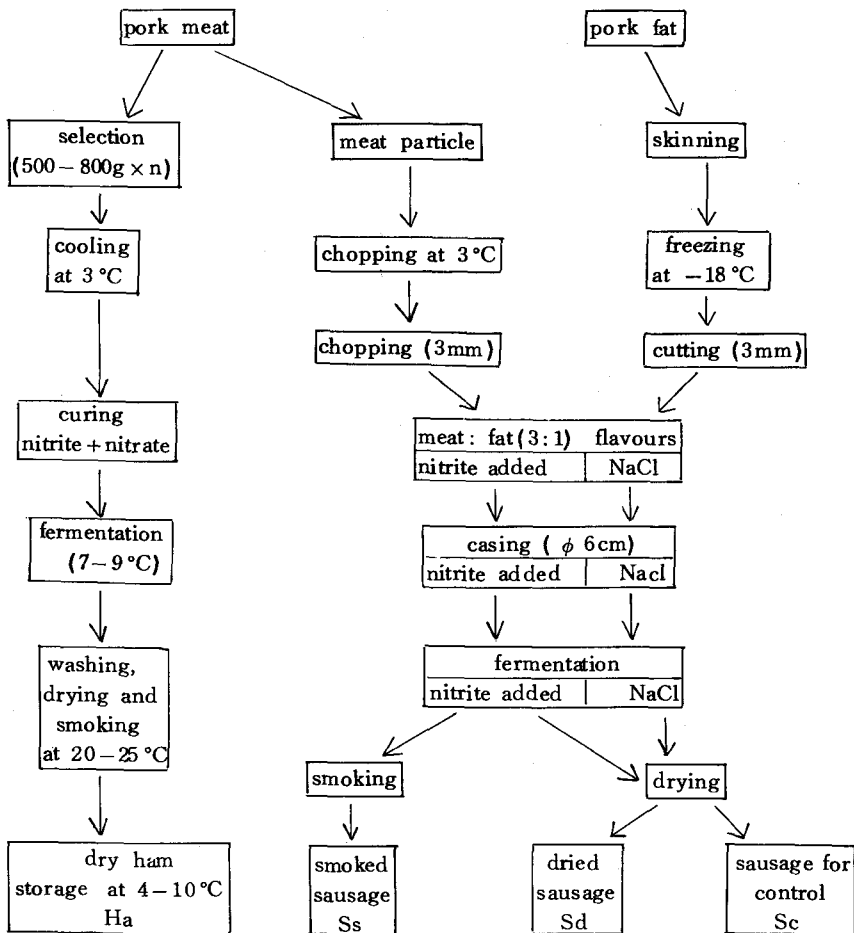 pork meat
pork fat
selection
(500-800g × n)
meat particle
skinning
cooling
at 3°C
chopping at 3°C
freezing
at -18°C
chopping (3mm)
cutting (3mm)
curing
nitrite + nitrate
meat: fat (3:1) flavours
nitrite added NaCl
fermentation
(7-9°C)
casing ( φ 6cm)
nitrite added Nacl
washing,
drying and
smoking
at 20-25°C
fermentation
nitrite added NaCl
smoking
drying
dry ham
storage at 4-10°C
Ha
smoked
sausage
Ss
dried
sausage
Sd
sausage for
control
Sc